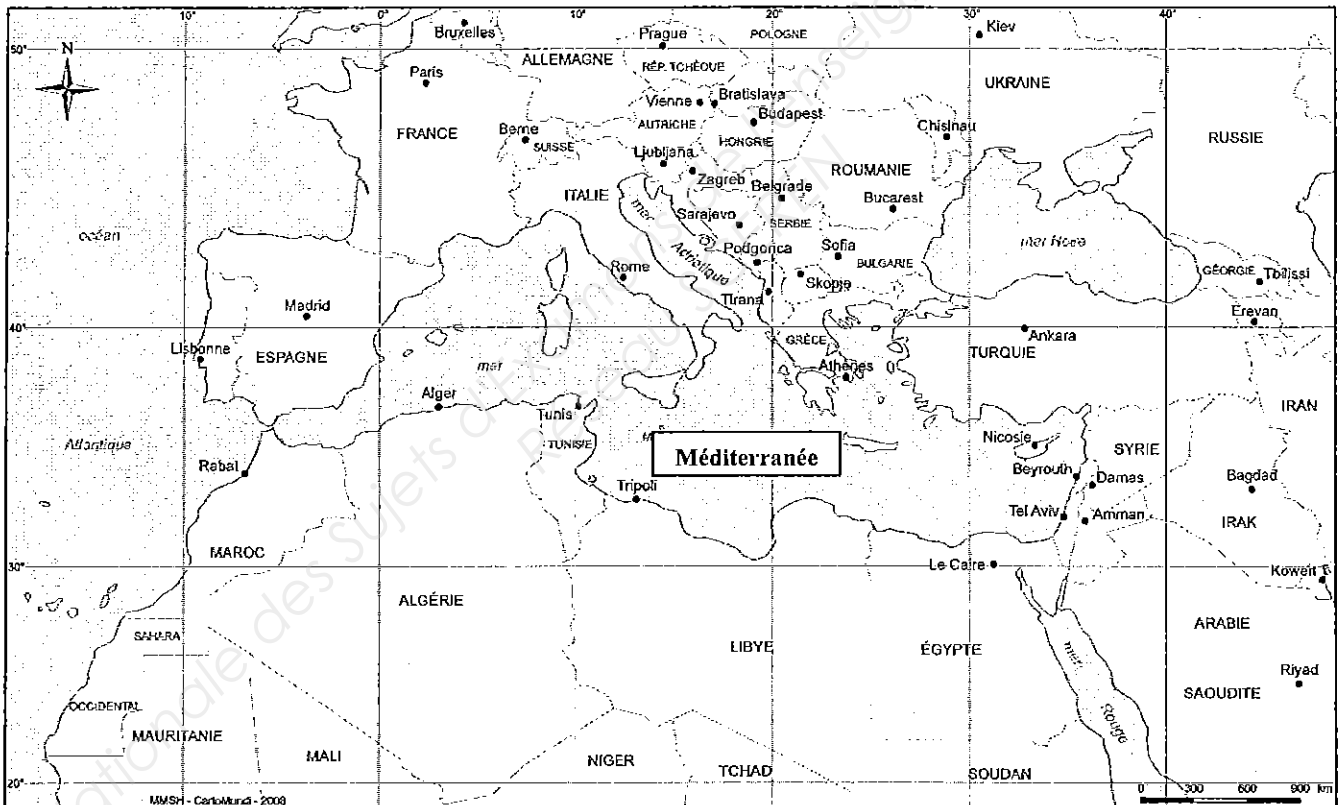 10°
0°
10°
20°
30°
40°
50°
N
Bruxelles
Prague
POLOGNE
Kiev
ALLEMAGNE
RÉP. TCHÈQUE
UKRAINE
Paris
Vienne
Bratislava
Budapest
AUTRICHE
HONGRIE
Chisinau
RUSSIE
FRANCE
Berne
SUISSE
Ljubljana
Zagreb
ROUMANIE
ITALIE
Belgrade
Bucarest
mer
Adriatique
Sarajevo
SERBIE
océan
Podgorica
Sofia
BULGARIE
mer Noire
Rome
Skopje
GÉORGIE
Tbilissi
Madrid
Tirana
Erevan
40°
Ankara
Lisbonne
ESPAGNE
mer
GRÈCE
TURQUIE
Athènes
Alger
Tunis
IRAN
Atlantique
TUNISIE
Nicosie
SYRIE
Rabat
Méditerranée
Beyrouth
Damas
Bagdad
Tripoli
Tel Aviv
Amman
IRAK
MAROC
30°
Le Caire
Koweit
ALGÉRIE
ARABIE
SAHARA
LIBYE
ÉGYPTE
mer
Rouge
Riyad
SAOUDITE
OCCIDENTAL
MAURITANIE
MALI
NIGER
TCHAD
SOUDAN
20°
0 300 600 900 km
MMSH - CartoMundi - 2008